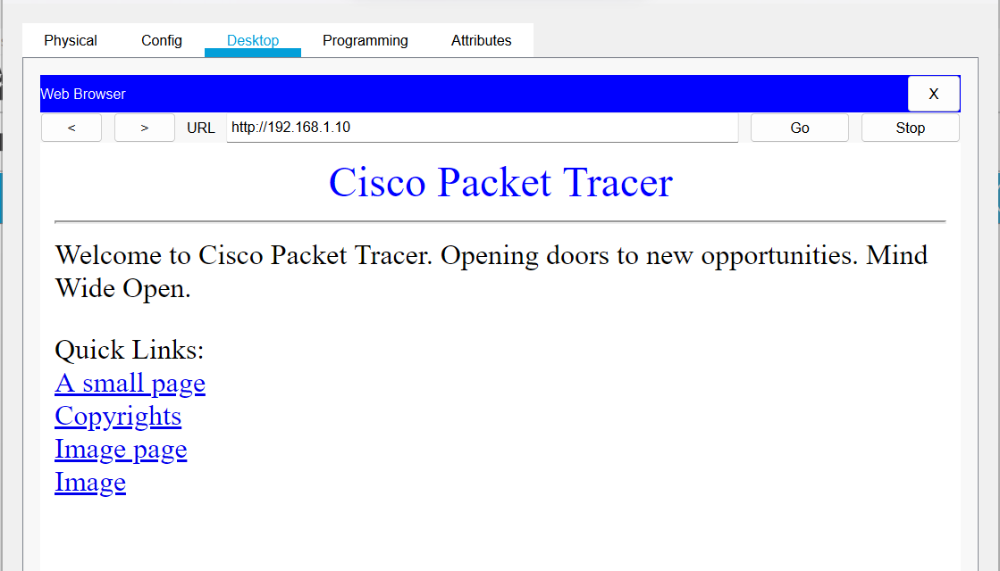 Physical Config Desktop Programming Attributes
Web Browser X
< > URL http://192.168.1.10 Go Stop
Cisco Packet Tracer
Welcome to Cisco Packet Tracer. Opening doors to new opportunities. Mind
Wide Open.
Quick Links:
A small page
Copyrights
Image page
Image